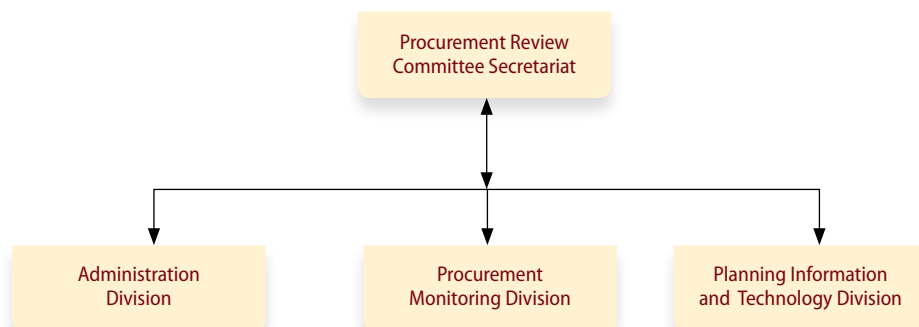 Procurement Review
Committee Secretariat
Administration
Division
Procurement
Monitoring Division
Planning Information
and Technology Division